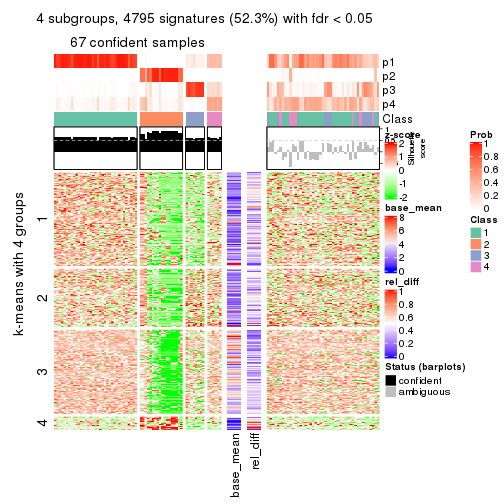 4 subgroups, 4795 signatures (52.3%) with fdr < 0.05
67 confident samples
p1
p2
p3
p4
Class
1
Silhouette
score
z-score
2
1
0
-1
-2
base_mean
8
6
4
2
0
rel_diff
1
0.8
0.6
0.4
0.2
0
Status (barplots)
confident
ambiguous
Prob
1
0.8
0.6
0.4
0.2
0
Class
1
2
3
4
k-means with 4 groups
1
2
3
4
base_mean
rel_diff